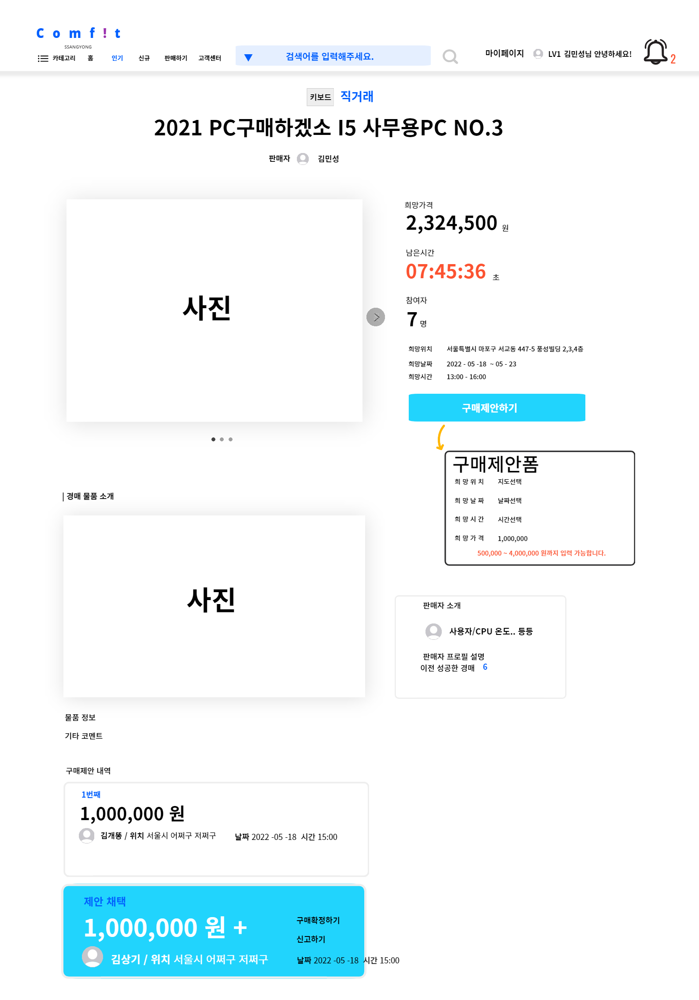 C o m f ! t
SSANGYONG
카테고리 홈 인기 신규 판매하기 고객센터
검색어를 입력해주세요.
마이페이지 LV1 김민성님 안녕하세요! 2
키보드 직거래
2021 PC구매하겠소 I5 사무용PC NO.3
판매자 김민성
사진
희망가격
2,324,500 원
남은시간
07:45:36 초
참여자
7 명
희망위치 서울특별시 마포구 서교동 447-5 풍성빌딩 2,3,4층
희망날짜 2022 - 05 -18 ~ 05 - 23
희망시간 13:00 - 16:00
구매제안하기
구매제안폼
희 망 위 치 지도선택
희 망 날 짜 날짜선택
희 망 시 간 시간선택
희 망 가 격 1,000,000
500,000 ~ 4,000,000 원까지 입력 가능합니다.
| 경매 물품 소개
사진
판매자 소개
사용자/CPU 온도.. 등등
판매자 프로필 설명
이전 성공한 경매 6
물품 정보
기타 코멘트
구매제안 내역
1번째
1,000,000 원
김개똥 / 위치 서울시 어쩌구 저쩌구 날짜 2022 -05 -18 시간 15:00
제안 채택
1,000,000 원 +
구매확정하기
신고하기
김상기 / 위치 서울시 어쩌구 저쩌구 날짜 2022 -05 -18 시간 15:00